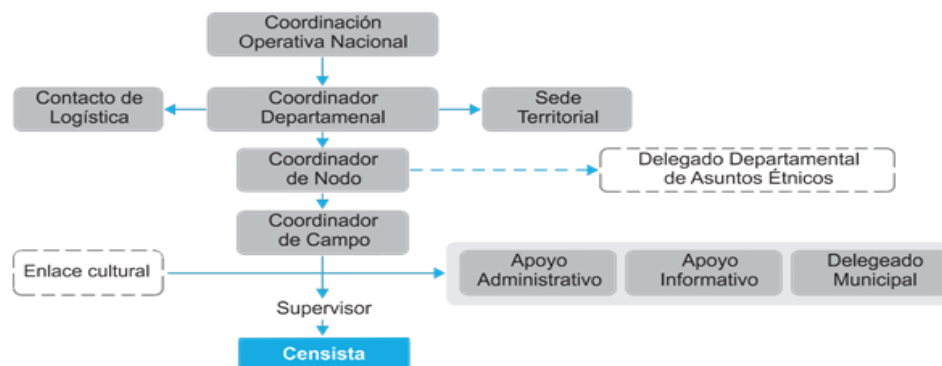 Coordinación
Operativa Nacional
Contacto de
Logística
Coordinador
Departamenal
Sede
Territorial
Coordinador
de Nodo
Delegado Departamental
de Asuntos Étnicos
Coordinador
de Campo
Enlace cultural
Apoyo
Administrativo
Apoyo
Informativo
Delegeado
Municipal
Supervisor
Censista